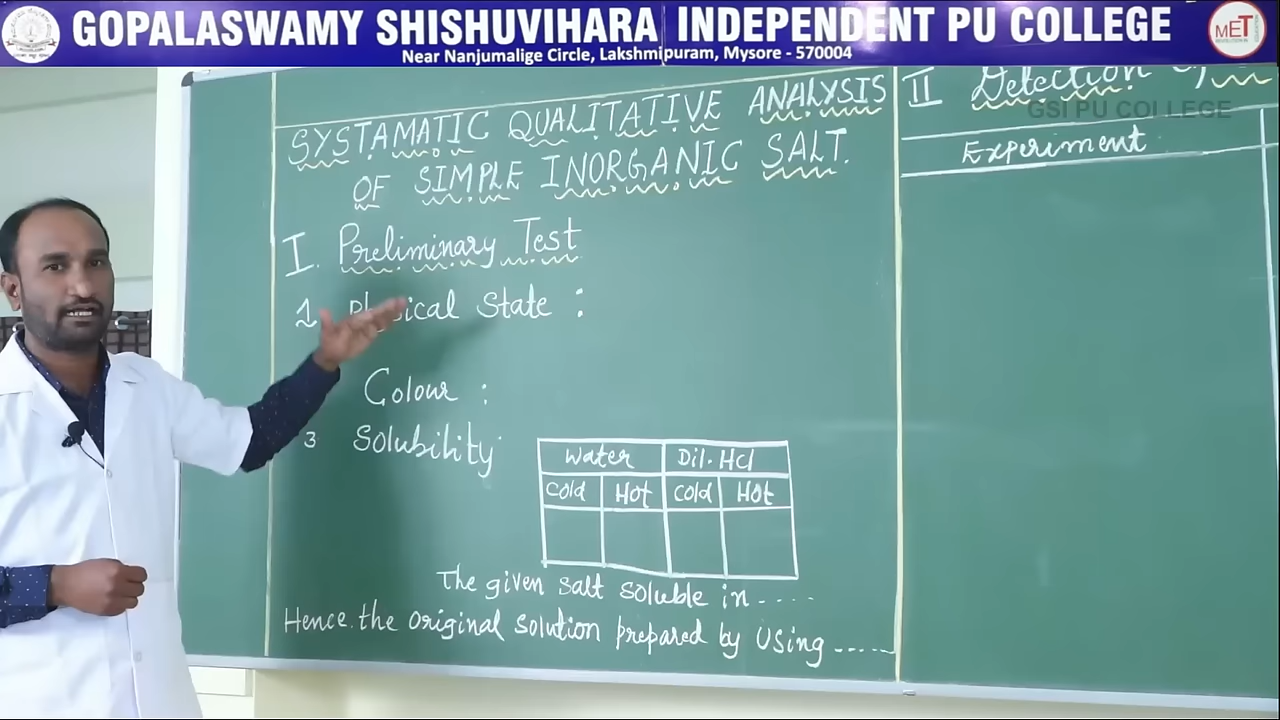 GOPALASWAMY SHISHUVIHARA INDEPENDENT PU COLLEGE
Near Nanjumalige Circle, Lakshmipuram, Mysore - 570004
MET
GSI PU COLLEGE
SYSTAMATIC QUALITATIVE ANALYSIS
OF SIMPLE INORGANIC SALT.
I. Preliminary Test
1 Physical State :
Colour :
3 Solubility
Water Dil. HCl
Cold Hot Cold Hot
The given salt soluble in ....
Hence the original solution prepared by Using .....
II Detection
Experiment